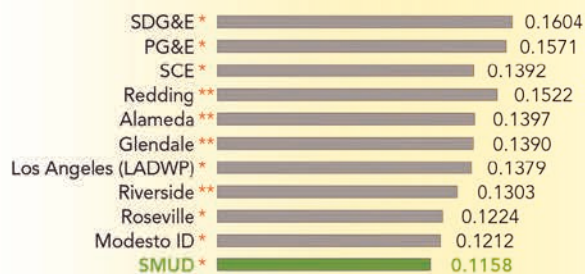 SDG&E * 0.1604
PG&E * 0.1571
SCE * 0.1392
Redding ** 0.1522
Alameda ** 0.1397
Glendale ** 0.1390
Los Angeles (LADWP) * 0.1379
Riverside ** 0.1303
Roseville * 0.1224
Modesto ID * 0.1212
SMUD * 0.1158